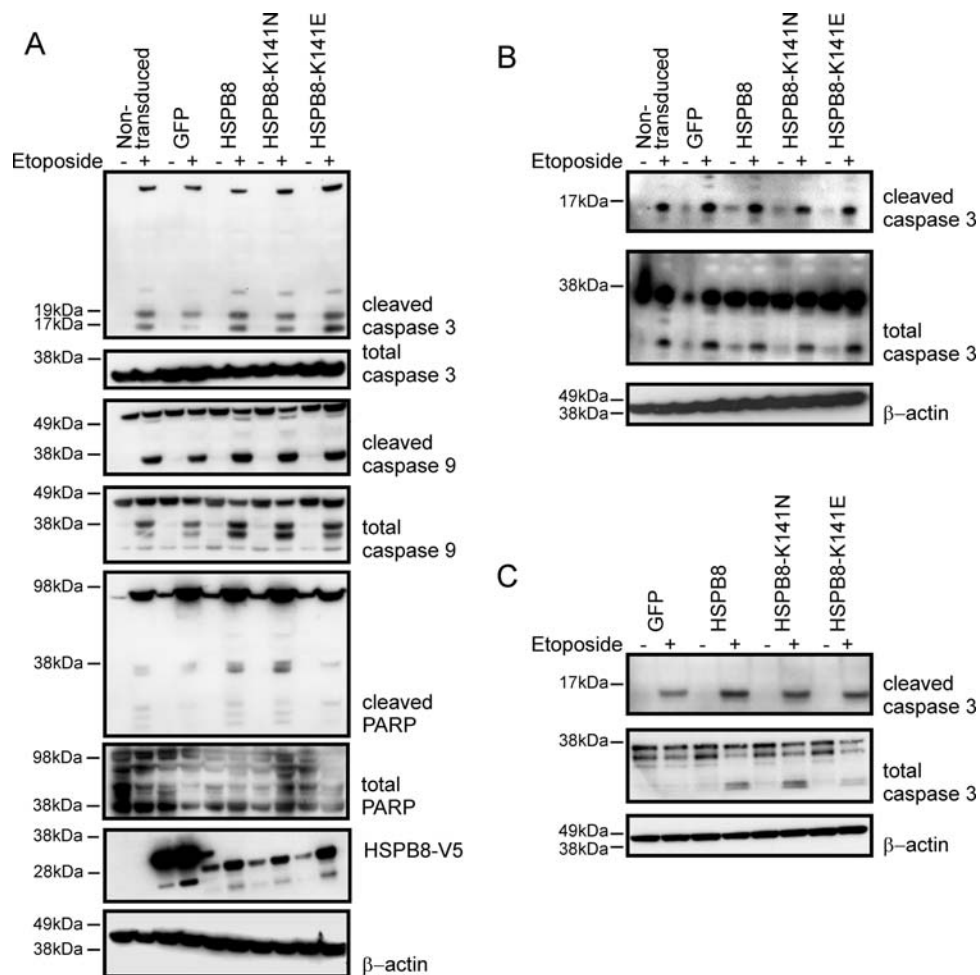 A
Non-
transduced
GFP
HSPB8
HSPB8-K141N
HSPB8-K141E
Etoposide - + - + - + - + - +
19kDa
17kDa
cleaved
caspase 3
38kDa
total
caspase 3
49kDa
38kDa
cleaved
caspase 9
49kDa
38kDa
total
caspase 9
98kDa
38kDa
cleaved
PARP
98kDa
38kDa
total
PARP
38kDa
28kDa
HSPB8-V5
49kDa
38kDa
β–actin
B
Non-
transduced
GFP
HSPB8
HSPB8-K141N
HSPB8-K141E
Etoposide - + - + - + - + - +
17kDa
cleaved
caspase 3
38kDa
total
caspase 3
49kDa
38kDa
β–actin
C
GFP
HSPB8
HSPB8-K141N
HSPB8-K141E
Etoposide - + - + - + - +
17kDa
cleaved
caspase 3
38kDa
total
caspase 3
49kDa
38kDa
β–actin